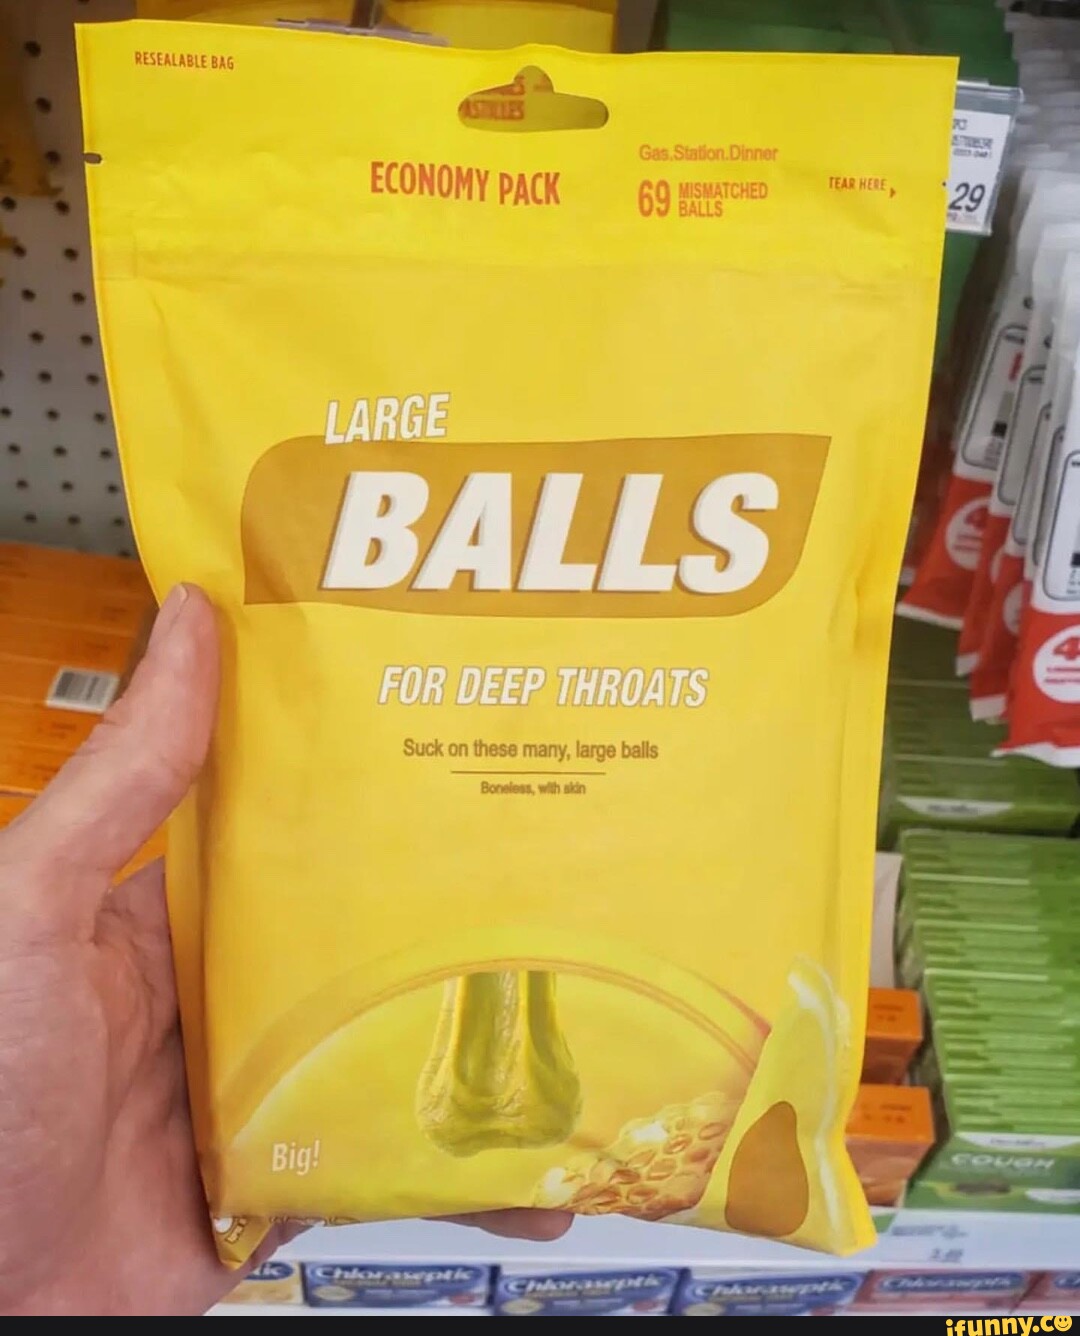 RESEALABLE BAG
ECONOMY PACK
Gas.Station.Dinner
69 MISMATCHED BALLS
TEAR HERE
29
LARGE
BALLS
FOR DEEP THROATS
Suck on these many, large balls
Boneless, with skin
Big!
COUGH
Chloraseptic
Chloraseptic
Chloraseptic
Chloraseptic
ifunny.co